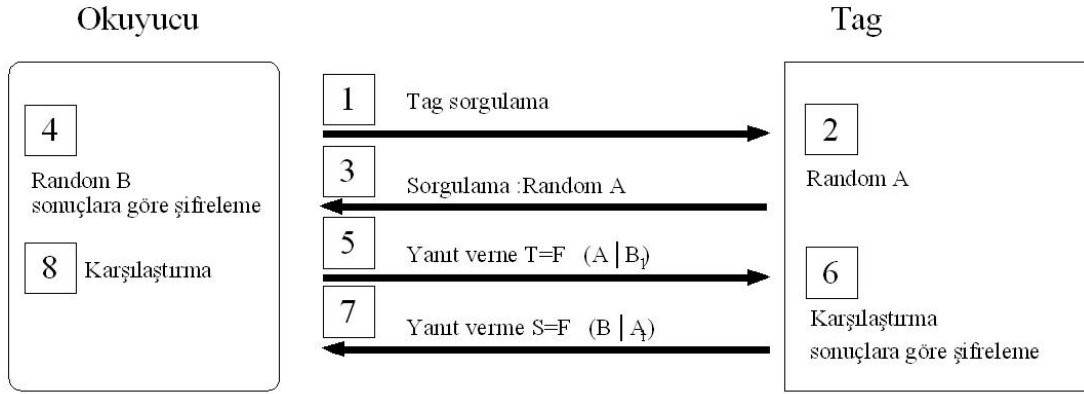 Okuyucu
Tag
1 Tag sorgulama
4
Random B
sonuçlara göre şifreleme
2
Random A
3 Sorgulama :Random A
5 Yanıt verne T=F (A | B₁)
8 Karşılaştırma
6
Karşılaştırma
sonuçlara göre şifreleme
7 Yanıt verme S=F (B | A₁)